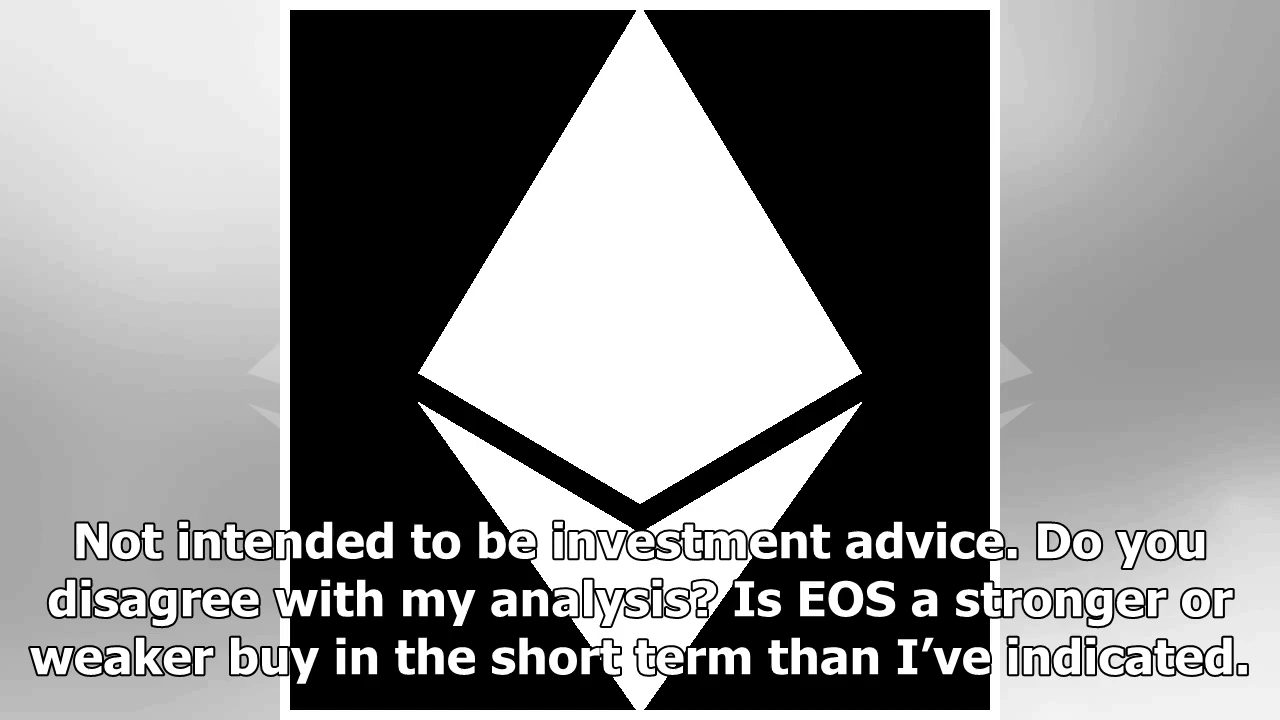 Not intended to be investment advice. Do you
disagree with my analysis? Is EOS a stronger or
weaker buy in the short term than I’ve indicated.